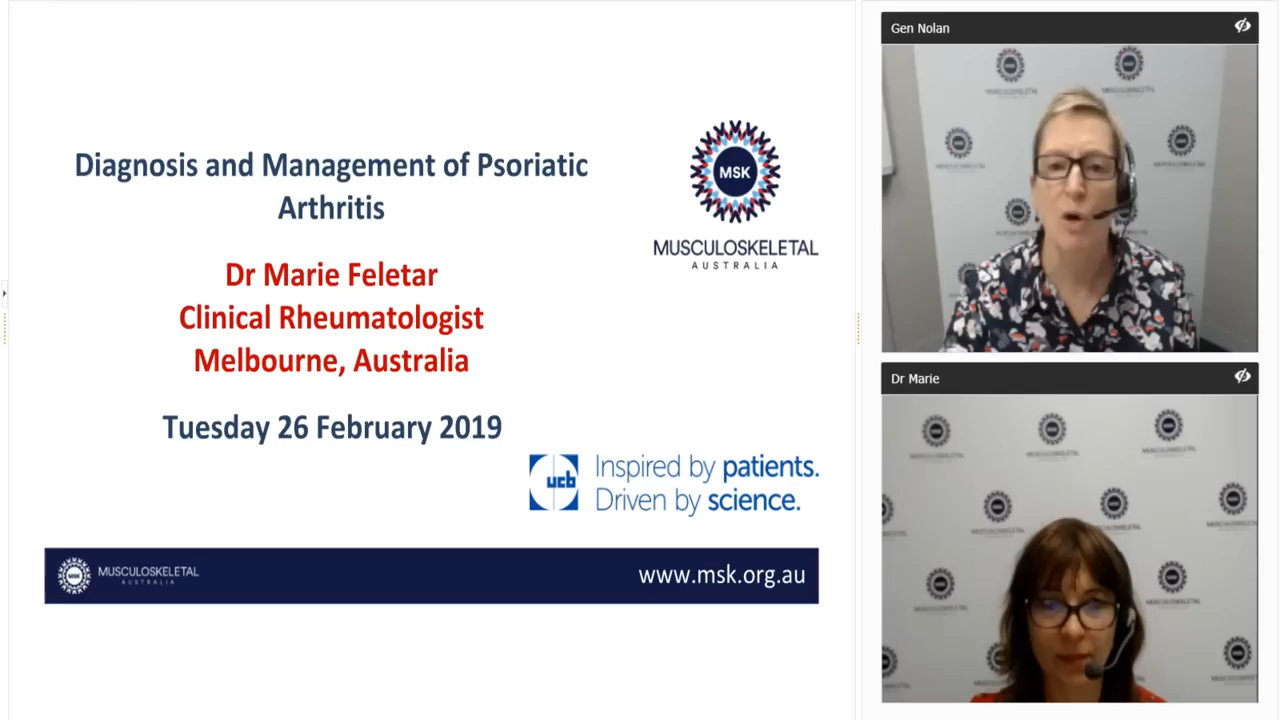 Diagnosis and Management of Psoriatic
Arthritis
Dr Marie Feletar
Clinical Rheumatologist
Melbourne, Australia
Tuesday 26 February 2019
MSK
MUSCULOSKELETAL
AUSTRALIA
ucb
Inspired by patients.
Driven by science.
MSK
MUSCULOSKELETAL
AUSTRALIA
www.msk.org.au
Gen Nolan
Dr Marie